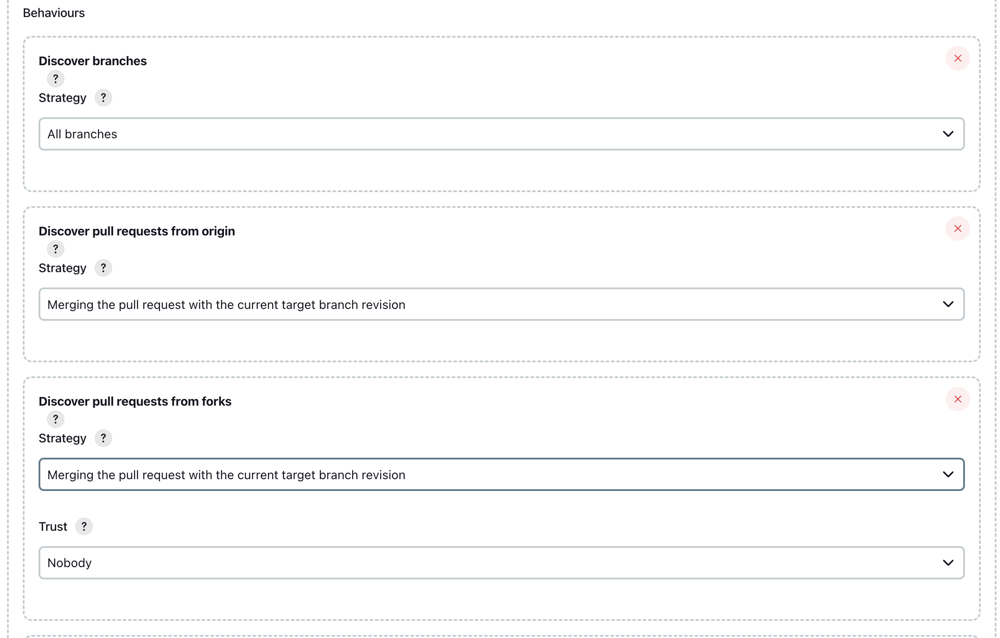 Behaviours
Discover branches
?
Strategy ?
All branches
Discover pull requests from origin
?
Strategy ?
Merging the pull request with the current target branch revision
Discover pull requests from forks
?
Strategy ?
Merging the pull request with the current target branch revision
Trust ?
Nobody